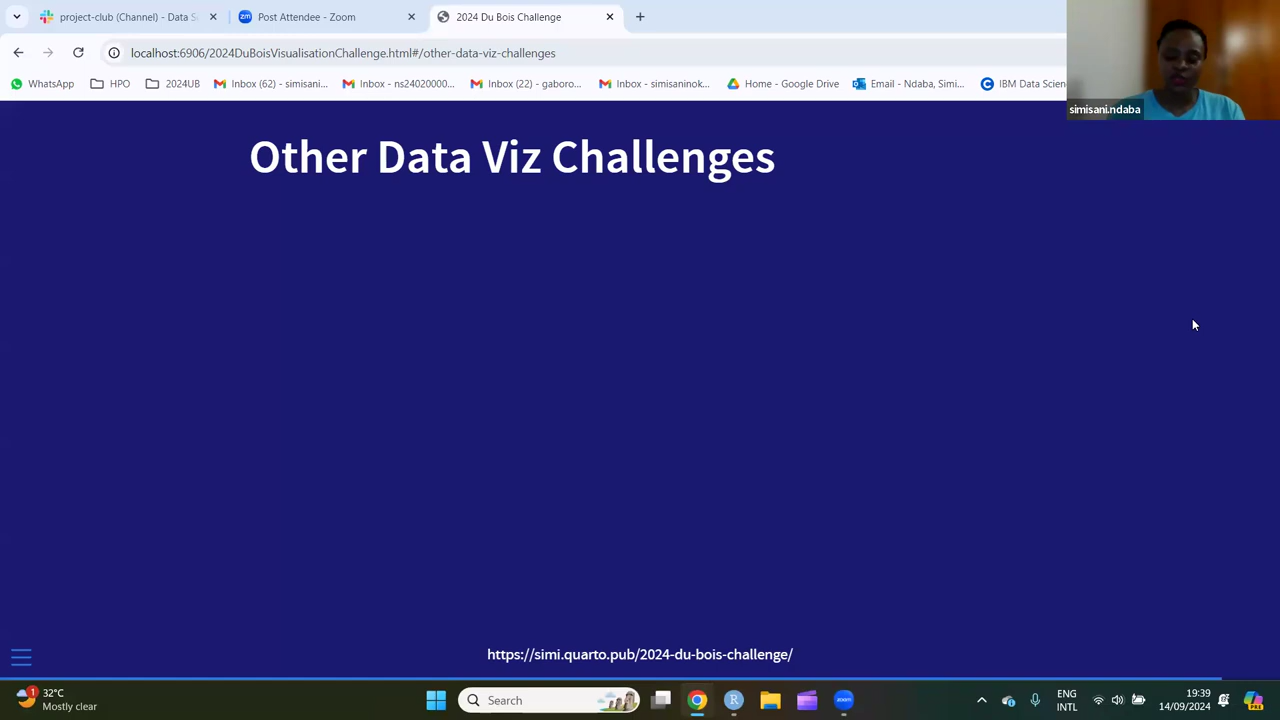 project-club (Channel) - Data S
Post Attendee - Zoom
2024 Du Bois Challenge
localhost:6906/2024DuBoisVisualisationChallenge.html#/other-data-viz-challenges
WhatsApp
HPO
2024UB
Inbox (62) - simisani...
Inbox - ns24020000...
Inbox (22) - gaboro...
Inbox - simisaninok...
Home - Google Drive
Email - Ndaba, Simi...
IBM Data Scien
simisani.ndaba
Other Data Viz Challenges
https://simi.quarto.pub/2024-du-bois-challenge/
1
32°C
Mostly clear
Search
zoom
ENG
INTL
19:39
14/09/2024